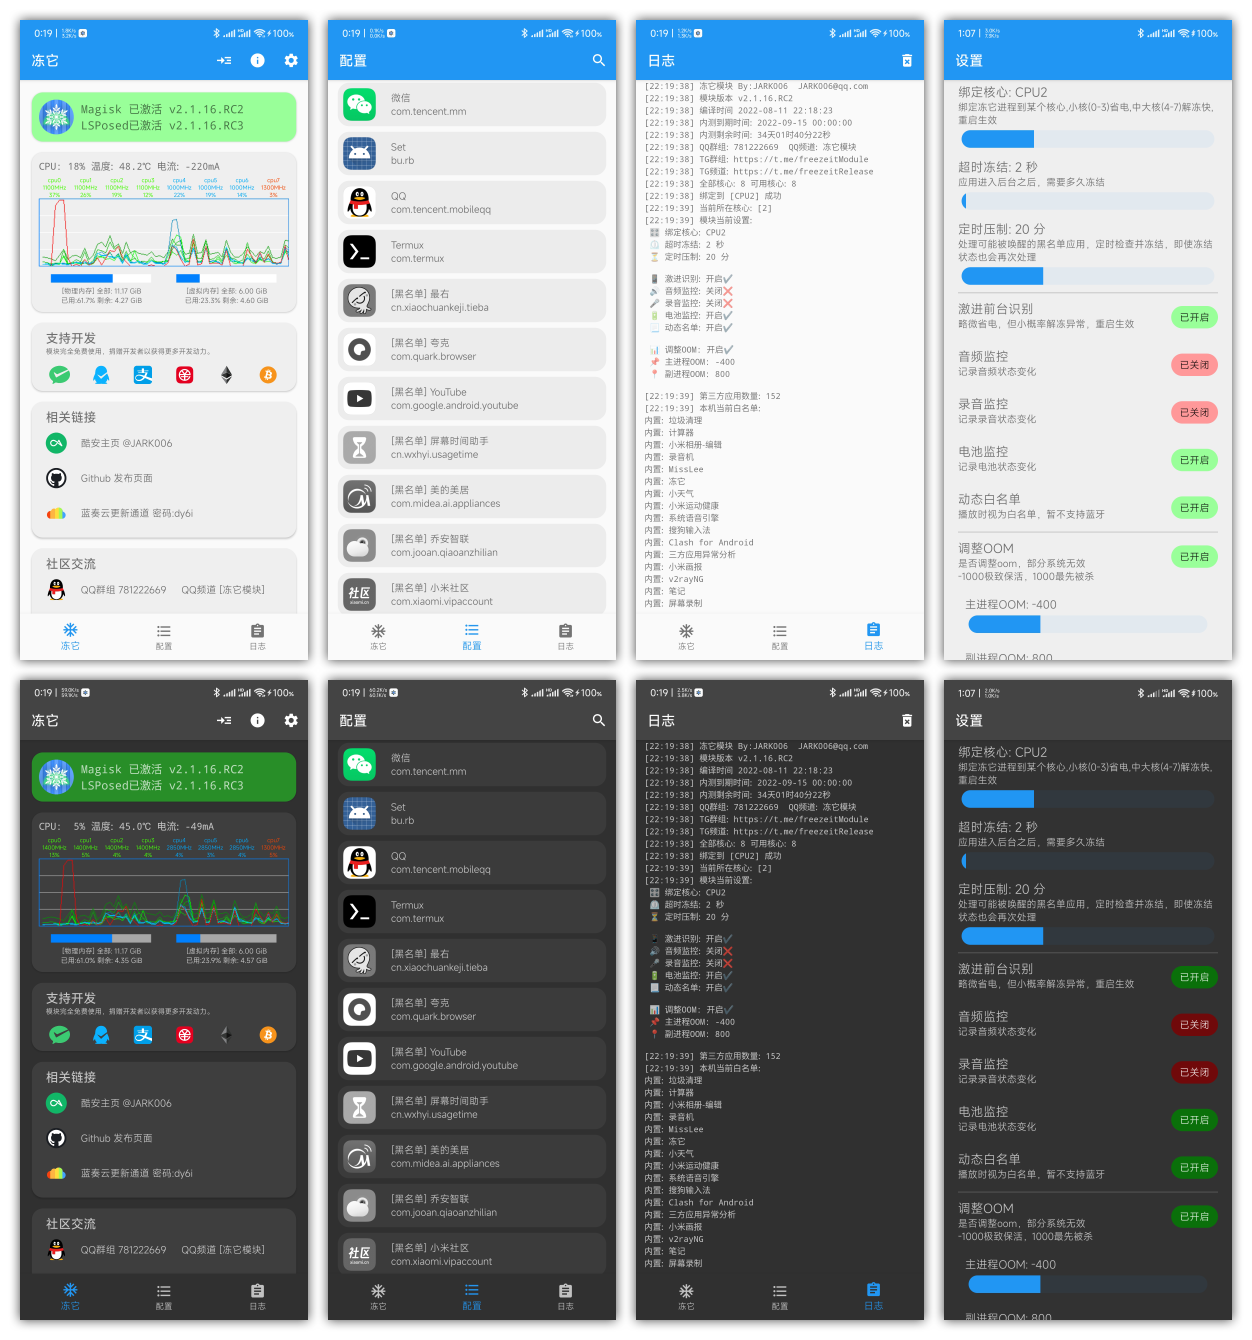 0:19
100%
冻它
Magisk 已激活 v2.1.16.RC2
LSPosed已激活 v2.1.16.RC3
CPU: 18% 温度: 48.2℃ 电流: -220mA
cpu0 cpu1 cpu2 cpu3 cpu4 cpu5 cpu6 cpu7
1100MHz 1100MHz 1100MHz 1100MHz 1000MHz 1000MHz 1000MHz 1300MHz
57% 26% 19% 12% 22% 19% 14% 3%
[物理内存] 全部: 11.17 GiB
已用:61.7% 剩余: 4.27 GiB
[虚拟内存] 全部: 6.00 GiB
已用:23.3% 剩余: 4.60 GiB
支持开发
模块完全免费使用，捐赠开发者以获得更多开发动力。
相关链接
酷安主页 @JARK006
Github 发布页面
蓝奏云更新通道 密码:dy6i
社区交流
QQ群组 781222669 QQ频道 [冻它模块]
冻它 配置 日志
0:19
100%
配置
微信
com.tencent.mm
Set
bu.rb
QQ
com.tencent.mobileqq
Termux
com.termux
[黑名单] 最右
cn.xiaochuankeji.tieba
[黑名单] 夸克
com.quark.browser
[黑名单] YouTube
com.google.android.youtube
[黑名单] 屏幕时间助手
cn.wxhyi.usagetime
[黑名单] 美的美居
com.midea.ai.appliances
[黑名单] 乔安智联
com.jooan.qiaoanzhilian
社区
xiaomi.cn
[黑名单] 小米社区
com.xiaomi.vipaccount
冻它 配置 日志
0:19
100%
日志
[22:19:38] 冻它模块 By:JARK006 JARK006@qq.com
[22:19:38] 模块版本 v2.1.16.RC2
[22:19:38] 编译时间 2022-08-11 22:18:23
[22:19:38] 内测到期时间: 2022-09-15 00:00:00
[22:19:38] 内测剩余时间: 34天01时40分22秒
[22:19:38] QQ群组: 781222669 QQ频道: 冻它模块
[22:19:38] TG群组: https://t.me/freezeitModule
[22:19:38] TG频道: https://t.me/freezeitRelease
[22:19:38] 全部核心: 8 可用核心: 8
[22:19:39] 绑定到 [CPU2] 成功
[22:19:39] 当前所在核心: [2]
[22:19:39] 模块当前设置:
绑定核心: CPU2
超时冻结: 2 秒
定时压制: 20 分
激进识别: 开启✔️
音频监控: 关闭❌
录音监控: 关闭❌
电池监控: 开启✔️
动态名单: 开启✔️
调整OOM: 开启✔️
主进程OOM: -400
副进程OOM: 800
[22:19:39] 第三方应用数量: 152
[22:19:39] 本机当前白名单:
内置: 垃圾清理
内置: 计算器
内置: 小米相册-编辑
内置: 录音机
内置: MissLee
内置: 冻它
内置: 小天气
内置: 小米运动健康
内置: 系统语音引擎
内置: 搜狗输入法
内置: Clash for Android
内置: 三方应用异常分析
内置: 小米画报
内置: v2rayNG
内置: 笔记
内置: 屏幕录制
冻它 配置 日志
1:07
100%
设置
绑定核心: CPU2
绑定冻它进程到某个核心,小核(0-3)省电,中大核(4-7)解冻快,
重启生效
超时冻结: 2 秒
应用进入后台之后，需要多久冻结
定时压制: 20 分
处理可能被唤醒的黑名单应用，定时检查并冻结，即使冻结
状态也会再次处理
激进前台识别
略微省电，但小概率解冻异常，重启生效
已开启
音频监控
记录音频状态变化
已关闭
录音监控
记录录音状态变化
已关闭
电池监控
记录电池状态变化
已开启
动态白名单
播放时视为白名单，暂不支持蓝牙
已开启
调整OOM
是否调整oom，部分系统无效
-1000极致保活，1000最先被杀
已开启
主进程OOM: -400
副进程OOM: 800
0:19
100%
冻它
Magisk 已激活 v2.1.16.RC2
LSPosed已激活 v2.1.16.RC3
CPU: 5% 温度: 45.0℃ 电流: -49mA
cpu0 cpu1 cpu2 cpu3 cpu4 cpu5 cpu6 cpu7
1400MHz 1400MHz 1400MHz 1400MHz 2850MHz 2850MHz 2850MHz 1300MHz
13% 5% 4% 4% 4% 3% 4% 5%
[物理内存] 全部: 11.17 GiB
已用:61.0% 剩余: 4.35 GiB
[虚拟内存] 全部: 6.00 GiB
已用:23.9% 剩余: 4.57 GiB
支持开发
模块完全免费使用，捐赠开发者以获得更多开发动力。
相关链接
酷安主页 @JARK006
Github 发布页面
蓝奏云更新通道 密码:dy6i
社区交流
QQ群组 781222669 QQ频道 [冻它模块]
冻它 配置 日志
0:19
100%
配置
微信
com.tencent.mm
Set
bu.rb
QQ
com.tencent.mobileqq
Termux
com.termux
[黑名单] 最右
cn.xiaochuankeji.tieba
[黑名单] 夸克
com.quark.browser
[黑名单] YouTube
com.google.android.youtube
[黑名单] 屏幕时间助手
cn.wxhyi.usagetime
[黑名单] 美的美居
com.midea.ai.appliances
[黑名单] 乔安智联
com.jooan.qiaoanzhilian
社区
xiaomi.cn
[黑名单] 小米社区
com.xiaomi.vipaccount
冻它 配置 日志
0:19
100%
日志
[22:19:38] 冻它模块 By:JARK006 JARK006@qq.com
[22:19:38] 模块版本 v2.1.16.RC2
[22:19:38] 编译时间 2022-08-11 22:18:23
[22:19:38] 内测到期时间: 2022-09-15 00:00:00
[22:19:38] 内测剩余时间: 34天01时40分22秒
[22:19:38] QQ群组: 781222669 QQ频道: 冻它模块
[22:19:38] TG群组: https://t.me/freezeitModule
[22:19:38] TG频道: https://t.me/freezeitRelease
[22:19:38] 全部核心: 8 可用核心: 8
[22:19:39] 绑定到 [CPU2] 成功
[22:19:39] 当前所在核心: [2]
[22:19:39] 模块当前设置:
绑定核心: CPU2
超时冻结: 2 秒
定时压制: 20 分
激进识别: 开启✔️
音频监控: 关闭❌
录音监控: 关闭❌
电池监控: 开启✔️
动态名单: 开启✔️
调整OOM: 开启✔️
主进程OOM: -400
副进程OOM: 800
[22:19:39] 第三方应用数量: 152
[22:19:39] 本机当前白名单:
内置: 垃圾清理
内置: 计算器
内置: 小米相册-编辑
内置: 录音机
内置: MissLee
内置: 冻它
内置: 小天气
内置: 小米运动健康
内置: 系统语音引擎
内置: 搜狗输入法
内置: Clash for Android
内置: 三方应用异常分析
内置: 小米画报
内置: v2rayNG
内置: 笔记
内置: 屏幕录制
冻它 配置 日志
1:07
100%
设置
绑定核心: CPU2
绑定冻它进程到某个核心,小核(0-3)省电,中大核(4-7)解冻快,
重启生效
超时冻结: 2 秒
应用进入后台之后，需要多久冻结
定时压制: 20 分
处理可能被唤醒的黑名单应用，定时检查并冻结，即使冻结
状态也会再次处理
激进前台识别
略微省电，但小概率解冻异常，重启生效
已开启
音频监控
记录音频状态变化
已关闭
录音监控
记录录音状态变化
已关闭
电池监控
记录电池状态变化
已开启
动态白名单
播放时视为白名单，暂不支持蓝牙
已开启
调整OOM
是否调整oom，部分系统无效
-1000极致保活，1000最先被杀
已开启
主进程OOM: -400
副进程OOM: 800